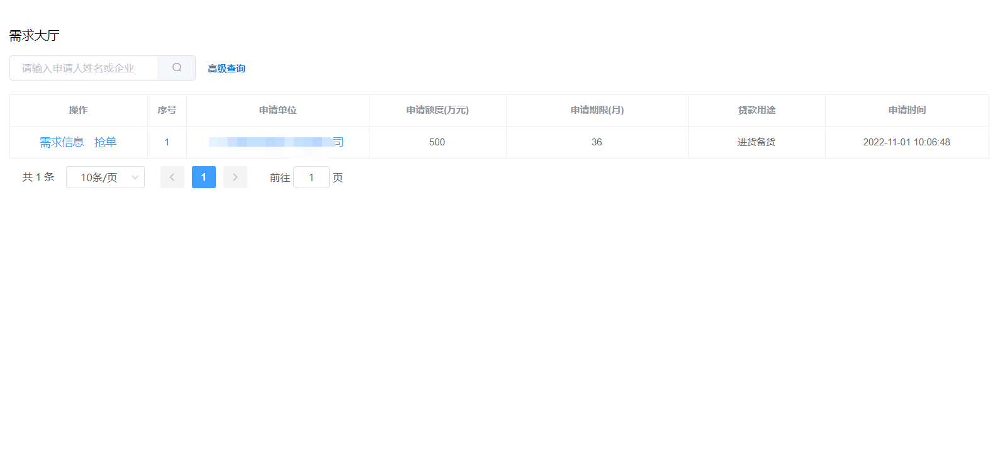 需求大厅
请输入申请人姓名或企业
高级查询
操作 序号 申请单位 申请额度(万元) 申请期限(月) 贷款用途 申请时间
需求信息 抢单 1 司 500 36 进货备货 2022-11-01 10:06:48
共 1 条 10条/页 1 前往 1 页